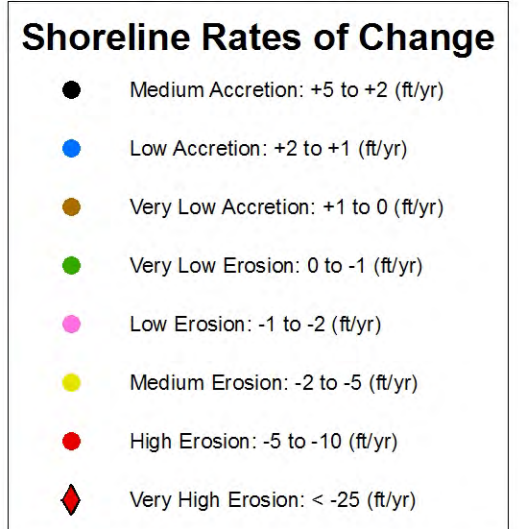 Shoreline Rates of Change
Medium Accretion: +5 to +2 (ft/yr)
Low Accretion: +2 to +1 (ft/yr)
Very Low Accretion: +1 to 0 (ft/yr)
Very Low Erosion: 0 to -1 (ft/yr)
Low Erosion: -1 to -2 (ft/yr)
Medium Erosion: -2 to -5 (ft/yr)
High Erosion: -5 to -10 (ft/yr)
Very High Erosion: < -25 (ft/yr)